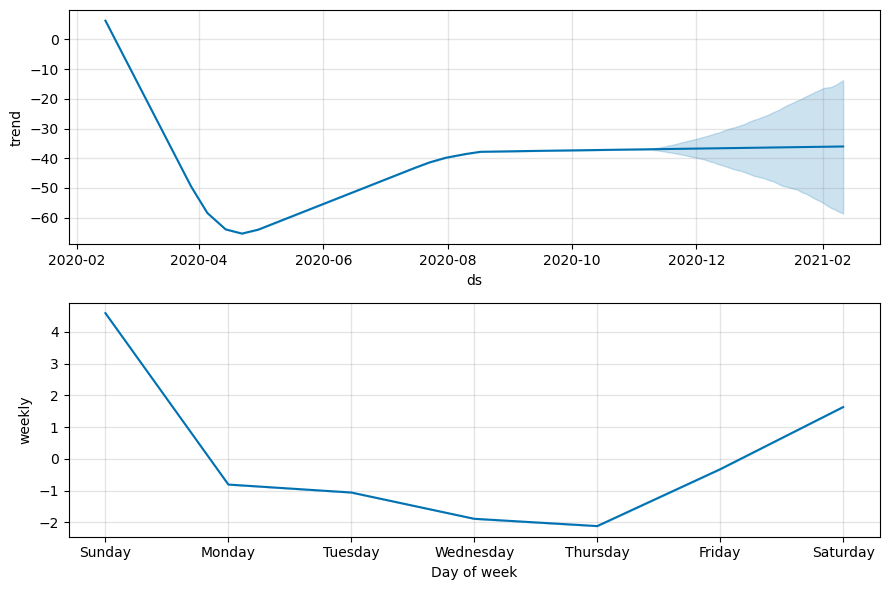 0
−10
−20
−30
−40
−50
−60
trend
2020-02 2020-04 2020-06 2020-08 2020-10 2020-12 2021-02
ds
4
3
2
1
0
−1
−2
weekly
Sunday Monday Tuesday Wednesday Thursday Friday Saturday
Day of week